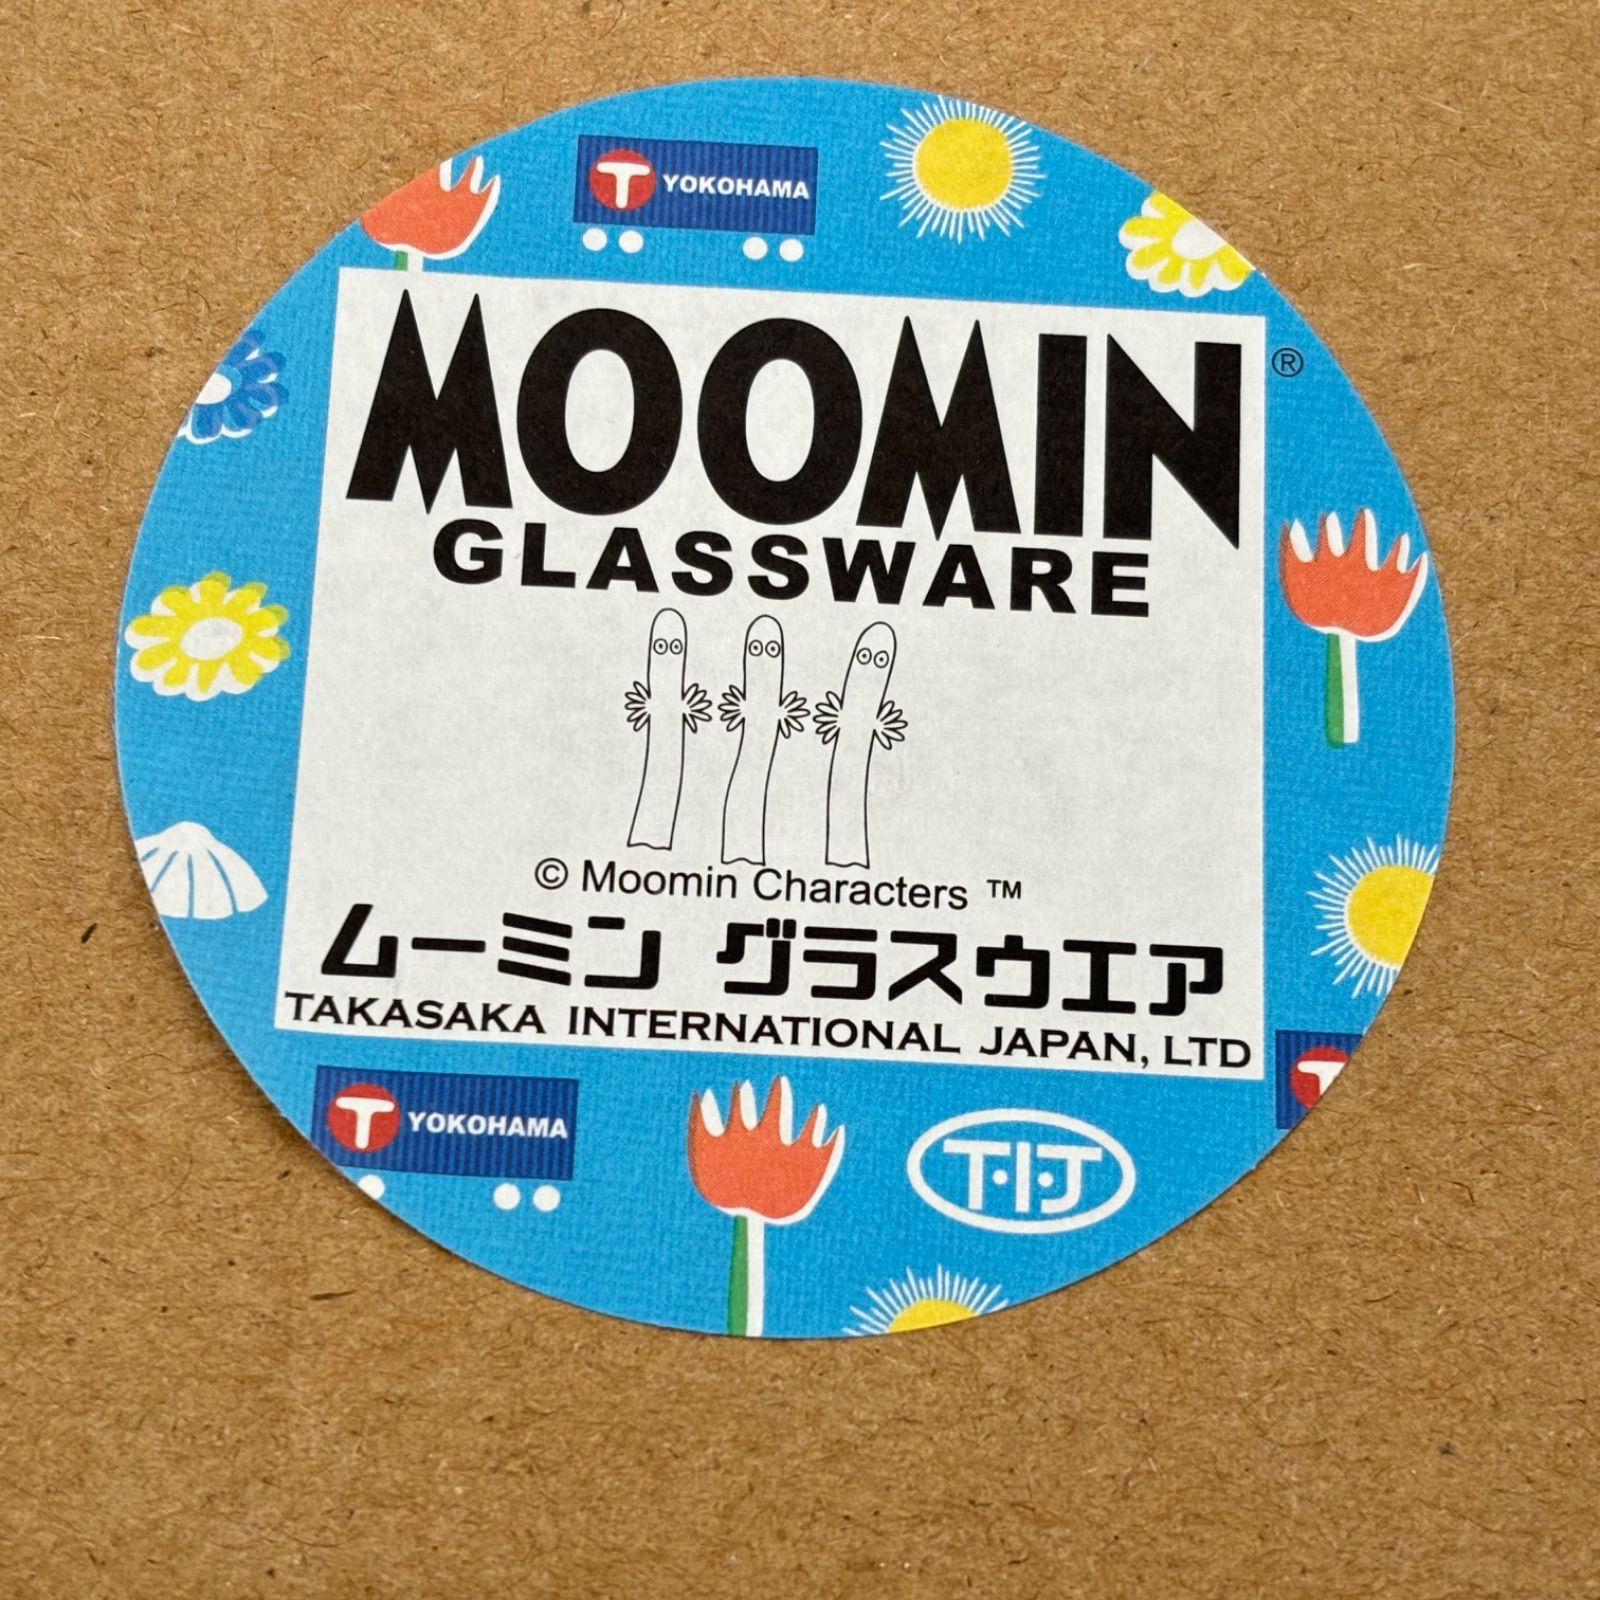 T YOKOHAMA
MOOMIN®
GLASSWARE
© Moomin Characters ™
ムーミン グラスウエア
TAKASAKA INTERNATIONAL JAPAN, LTD
T YOKOHAMA
T·I·J
T